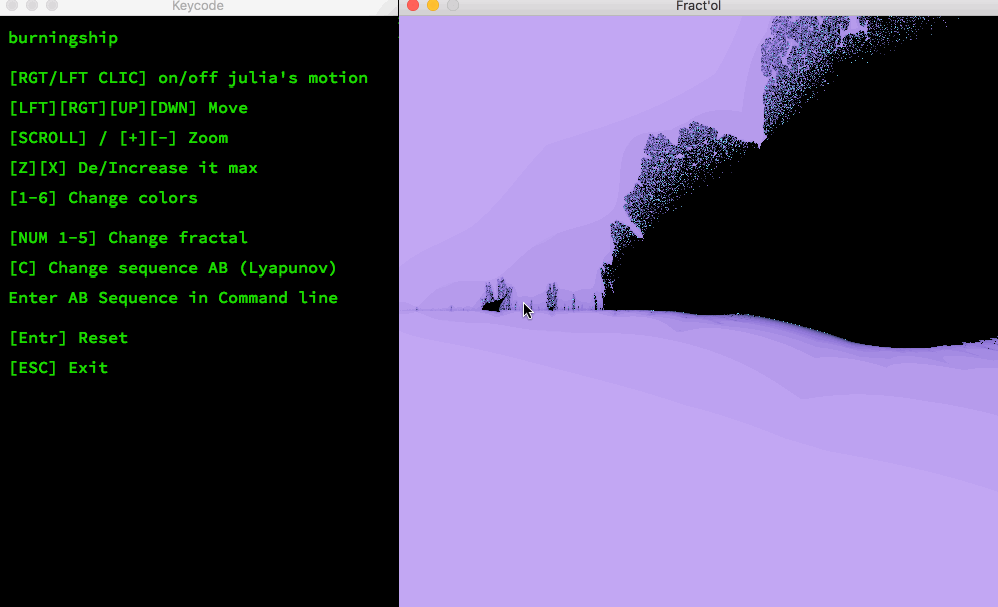 Keycode
Fract'ol
burningship
[RGT/LFT CLIC] on/off julia's motion
[LFT][RGT][UP][DWN] Move
[SCROLL] / [+][-] Zoom
[Z][X] De/Increase it max
[1-6] Change colors
[NUM 1-5] Change fractal
[C] Change sequence AB (Lyapunov)
Enter AB Sequence in Command line
[Entr] Reset
[ESC] Exit